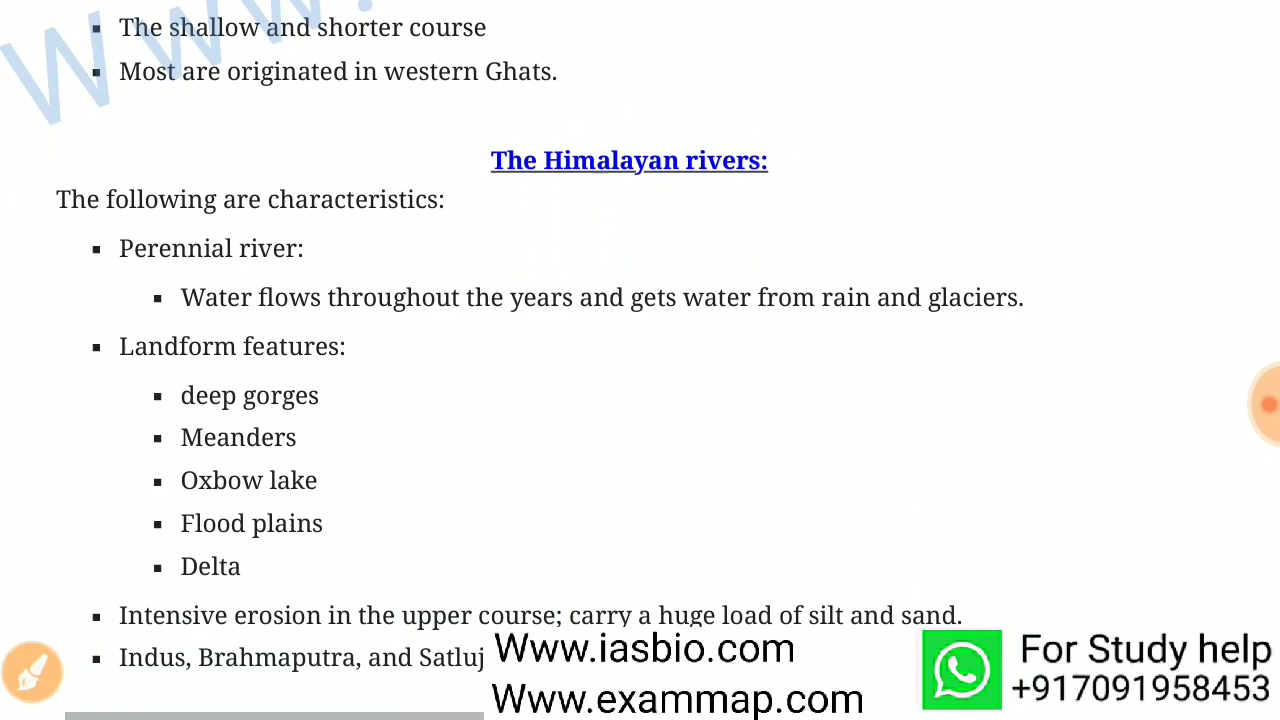 The shallow and shorter course
Most are originated in western Ghats.
The Himalayan rivers:
The following are characteristics:
Perennial river:
Water flows throughout the years and gets water from rain and glaciers.
Landform features:
deep gorges
Meanders
Oxbow lake
Flood plains
Delta
Intensive erosion in the upper course; carry a huge load of silt and sand.
Indus, Brahmaputra, and Satluj
Www.iasbio.com
Www.exammap.com
For Study help
+917091958453